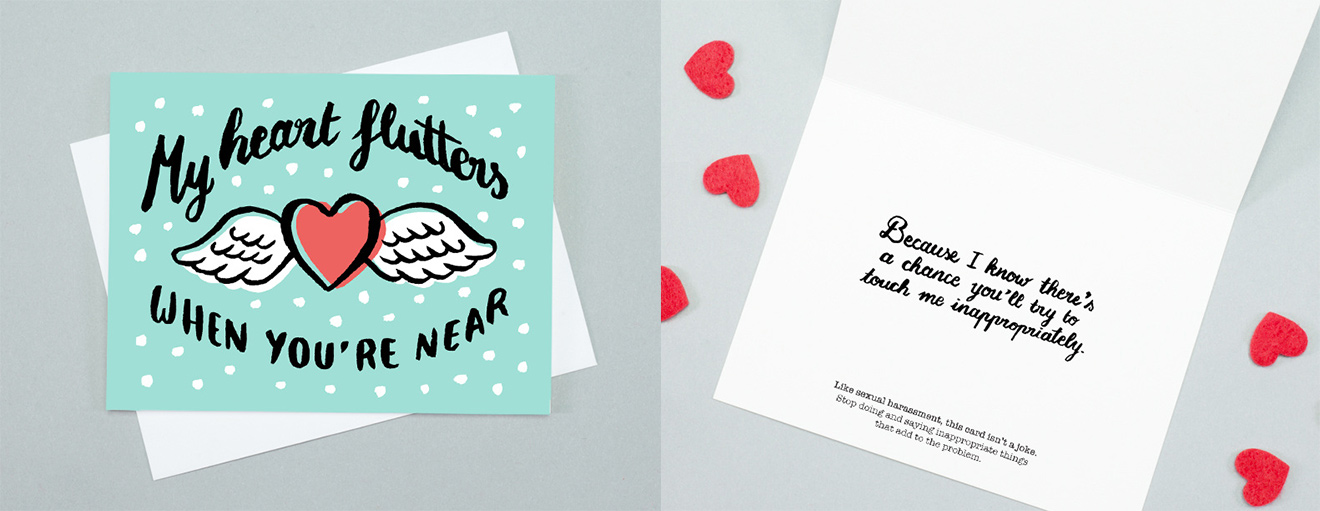 My heart flutters
WHEN YOU'RE NEAR
Because I know there's
a chance you'll try to
touch me inappropriately.
Like sexual harassment, this card isn't a joke.
Stop doing and saying inappropriate things
that add to the problem.